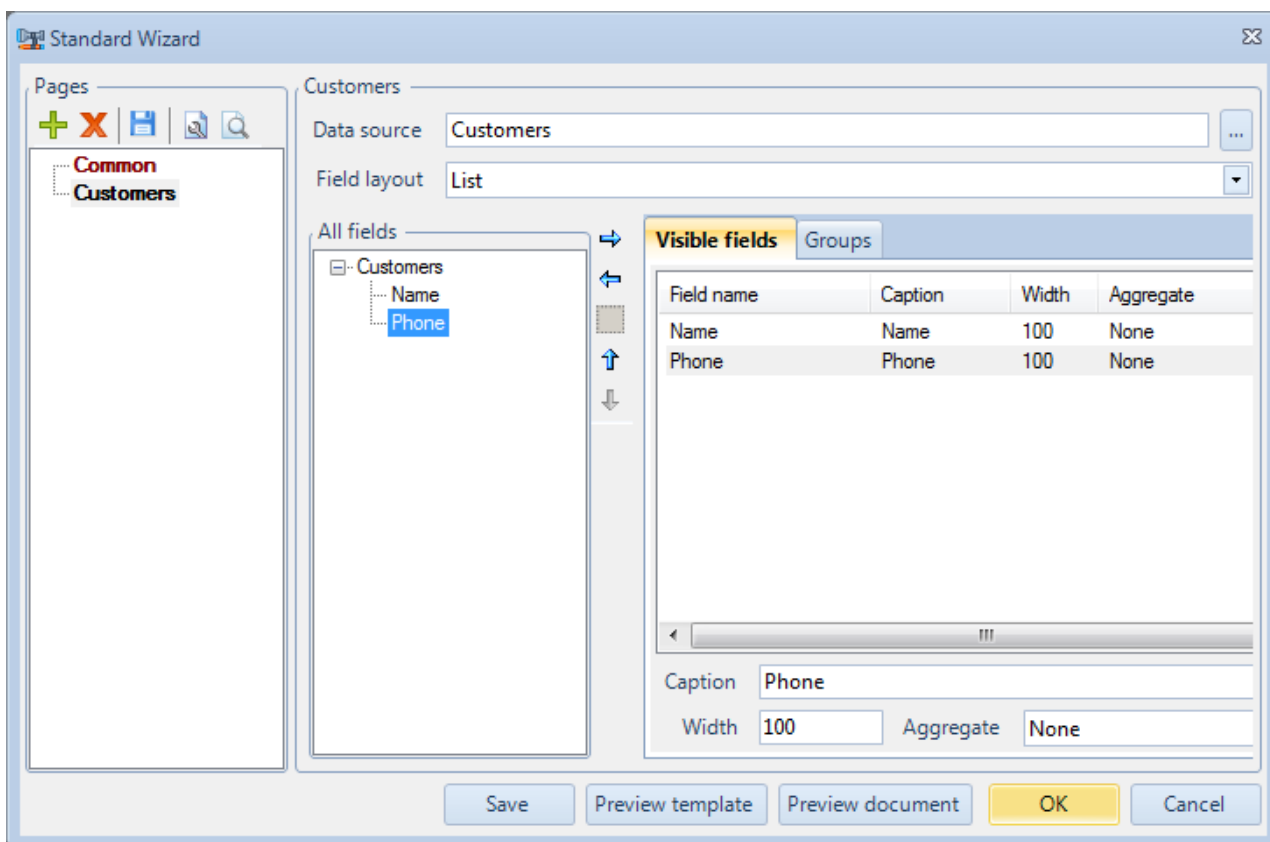 Standard Wizard
Pages
Common
Customers
Customers
Data source Customers ...
Field layout List
All fields
Customers
Name
Phone
Visible fields Groups
Field name Caption Width Aggregate
Name Name 100 None
Phone Phone 100 None
Caption Phone
Width 100 Aggregate None
Save Preview template Preview document OK Cancel